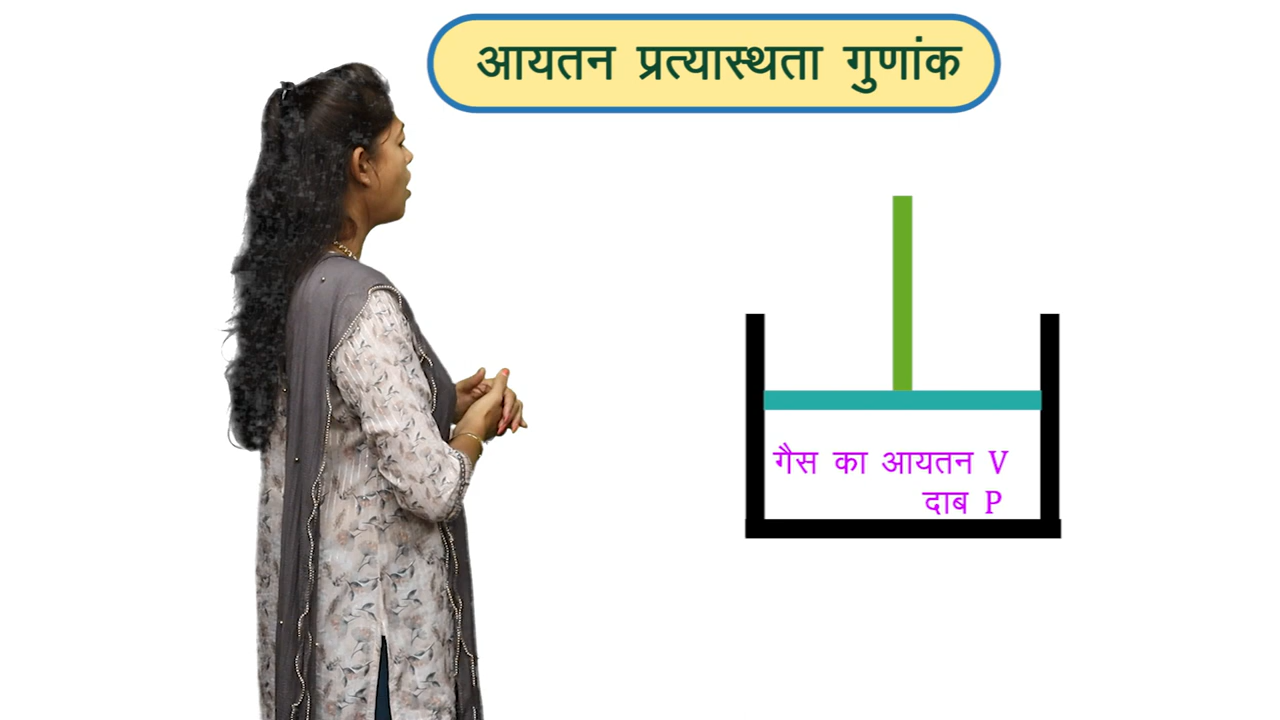 आयतन प्रत्यास्थता गुणांक
गैस का आयतन V
दाब P